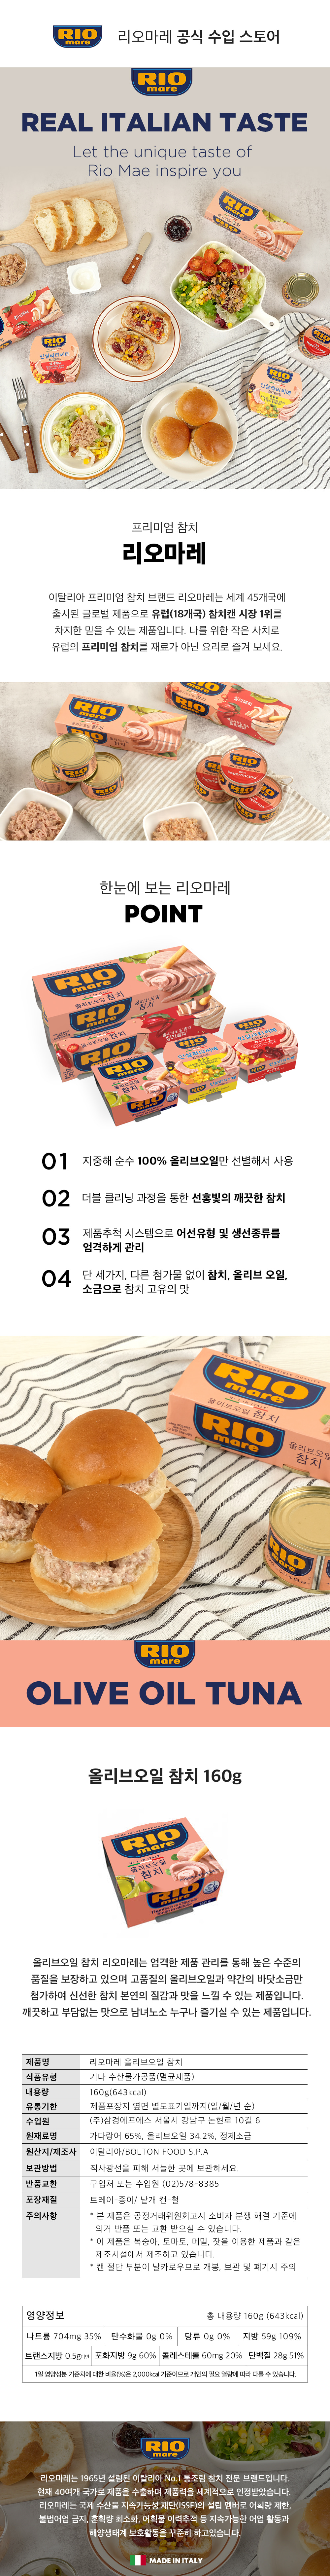 RIO mare 리오마레 공식 수입 스토어
RIO
mare
REAL ITALIAN TASTE
Let the unique taste of
Rio Mae inspire you
프리미엄 참치
리오마레
이탈리아 프리미엄 참치 브랜드 리오마레는 세계 45개국에
출시된 글로벌 제품으로 유럽(18개국) 참치캔 시장 1위를
차지한 믿을 수 있는 제품입니다. 나를 위한 작은 사치로
유럽의 프리미엄 참치를 재료가 아닌 요리로 즐겨 보세요.
한눈에 보는 리오마레
POINT
RIO
mare
올리브오일 참치
01 지중해 순수 100% 올리브오일만 선별해서 사용
02 더블 클리닝 과정을 통한 선홍빛의 깨끗한 참치
03 제품추적 시스템으로 어선유형 및 생선종류를
엄격하게 관리
04 단 세가지, 다른 첨가물 없이 참치, 올리브 오일,
소금으로 참치 고유의 맛
RIO
mare
올리브오일 참치
RIO
mare
올리브오일
참치
RIO
mare
RIO
mare
OLIVE OIL TUNA
올리브오일 참치 160g
RIO
mare
올리브오일
참치
올리브오일 참치 리오마레는 엄격한 제품 관리를 통해 높은 수준의
품질을 보장하고 있으며 고품질의 올리브오일과 약간의 바닷소금만
첨가하여 신선한 참치 본연의 질감과 맛을 느낄 수 있는 제품입니다.
깨끗하고 부담없는 맛으로 남녀노소 누구나 즐기실 수 있는 제품입니다.
제품명 리오마레 올리브오일 참치
식품유형 기타 수산물가공품(멸균제품)
내용량 160g(643kcal)
유통기한 제품포장지 옆면 별도표기일까지(일/월/년 순)
수입원 (주)삼경에프에스 서울시 강남구 논현로 10길 6
원재료명 가다랑어 65%, 올리브오일 34.2%, 정제소금
원산지/제조사 이탈리아/BOLTON FOOD S.P.A
보관방법 직사광선을 피해 서늘한 곳에 보관하세요.
반품교환 구입처 또는 수입원 (02)578-8385
포장재질 트레이-종이/ 낱개 캔-철
주의사항 * 본 제품은 공정거래위원회고시 소비자 분쟁 해결 기준에
의거 반품 또는 교환 받으실 수 있습니다.
* 이 제품은 복숭아, 토마토, 메밀, 잣을 이용한 제품과 같은
제조시설에서 제조하고 있습니다.
* 캔 절단 부분이 날카로우므로 개봉, 보관 및 폐기시 주의
영양정보 총 내용량 160g (643kcal)
나트륨 704mg 35% 탄수화물 0g 0% 당류 0g 0% 지방 59g 109%
트랜스지방 0.5g미만 포화지방 9g 60% 콜레스테롤 60mg 20% 단백질 28g 51%
1일 영양성분 기준치에 대한 비율(%)은 2,000kcal 기준이므로 개인의 필요 열량에 따라 다를 수 있습니다.
RIO
mare
리오마레는 1965년 설립된 이탈리아 No.1 통조림 참치 전문 브랜드입니다.
현재 40여개 국가로 제품을 수출하며 제품력을 세계적으로 인정받았습니다.
리오마레는 국제 수산물 지속가능성 재단(ISSF)의 설립 멤버로 어획량 제한,
불법어업 금지, 혼획량 최소화, 어획물 이력추적 등 지속가능한 어업 활동과
해양생태계 보호활동을 꾸준히 하고있습니다.
MADE IN ITALY